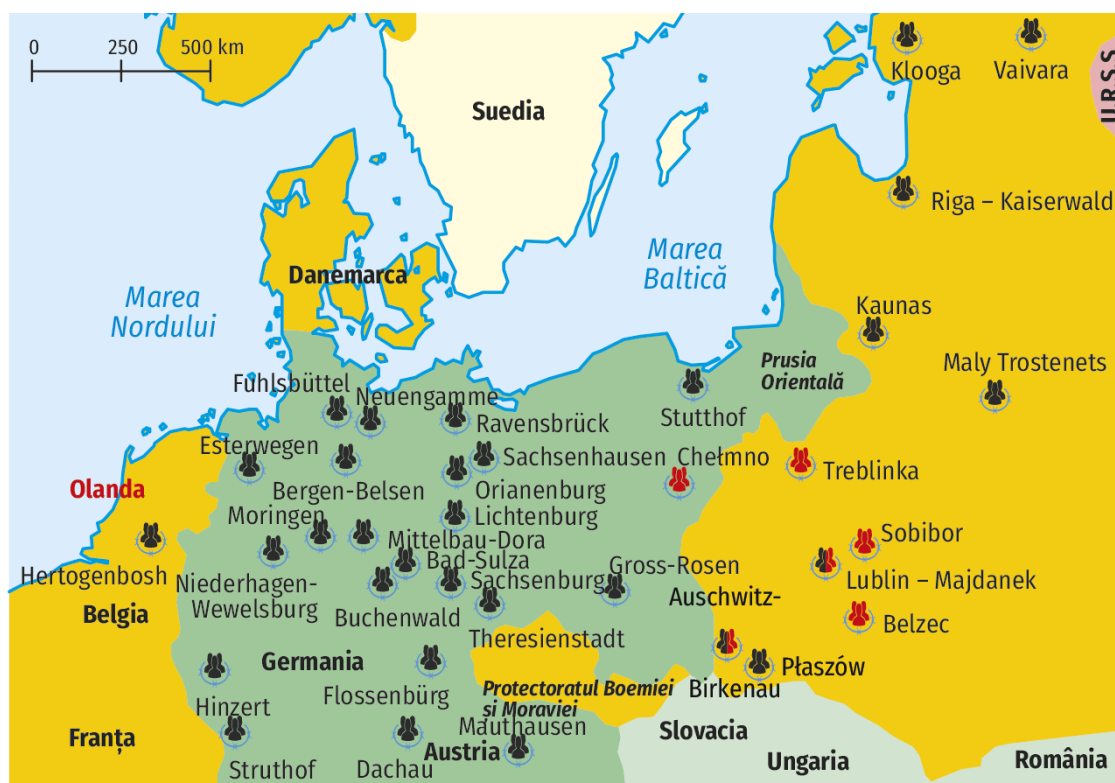 0 250 500 km
Suedia
Klooga
Vaivara
U R S S
Riga – Kaiserwald
Marea
Baltică
Danemarca
Marea
Nordului
Kaunas
Maly Trostenets
Prusia
Orientală
Fuhlsbüttel
Neuengamme
Ravensbrück
Stutthof
Esterwegen
Sachsenhausen
Chełmno
Treblinka
Olanda
Bergen-Belsen
Orianenburg
Moringen
Lichtenburg
Sobibor
Mittelbau-Dora
Hertogenbosh
Niederhagen-
Wewelsburg
Bad-Sulza
Sachsenburg
Gross-Rosen
Lublin – Majdanek
Auschwitz-
Birkenau
Belgia
Buchenwald
Belzec
Theresienstadt
Germania
Płaszów
Hinzert
Flossenbürg
Protectoratul Boemiei
si Moraviei
Mauthausen
Slovacia
Franța
Austria
Ungaria
România
Struthof
Dachau